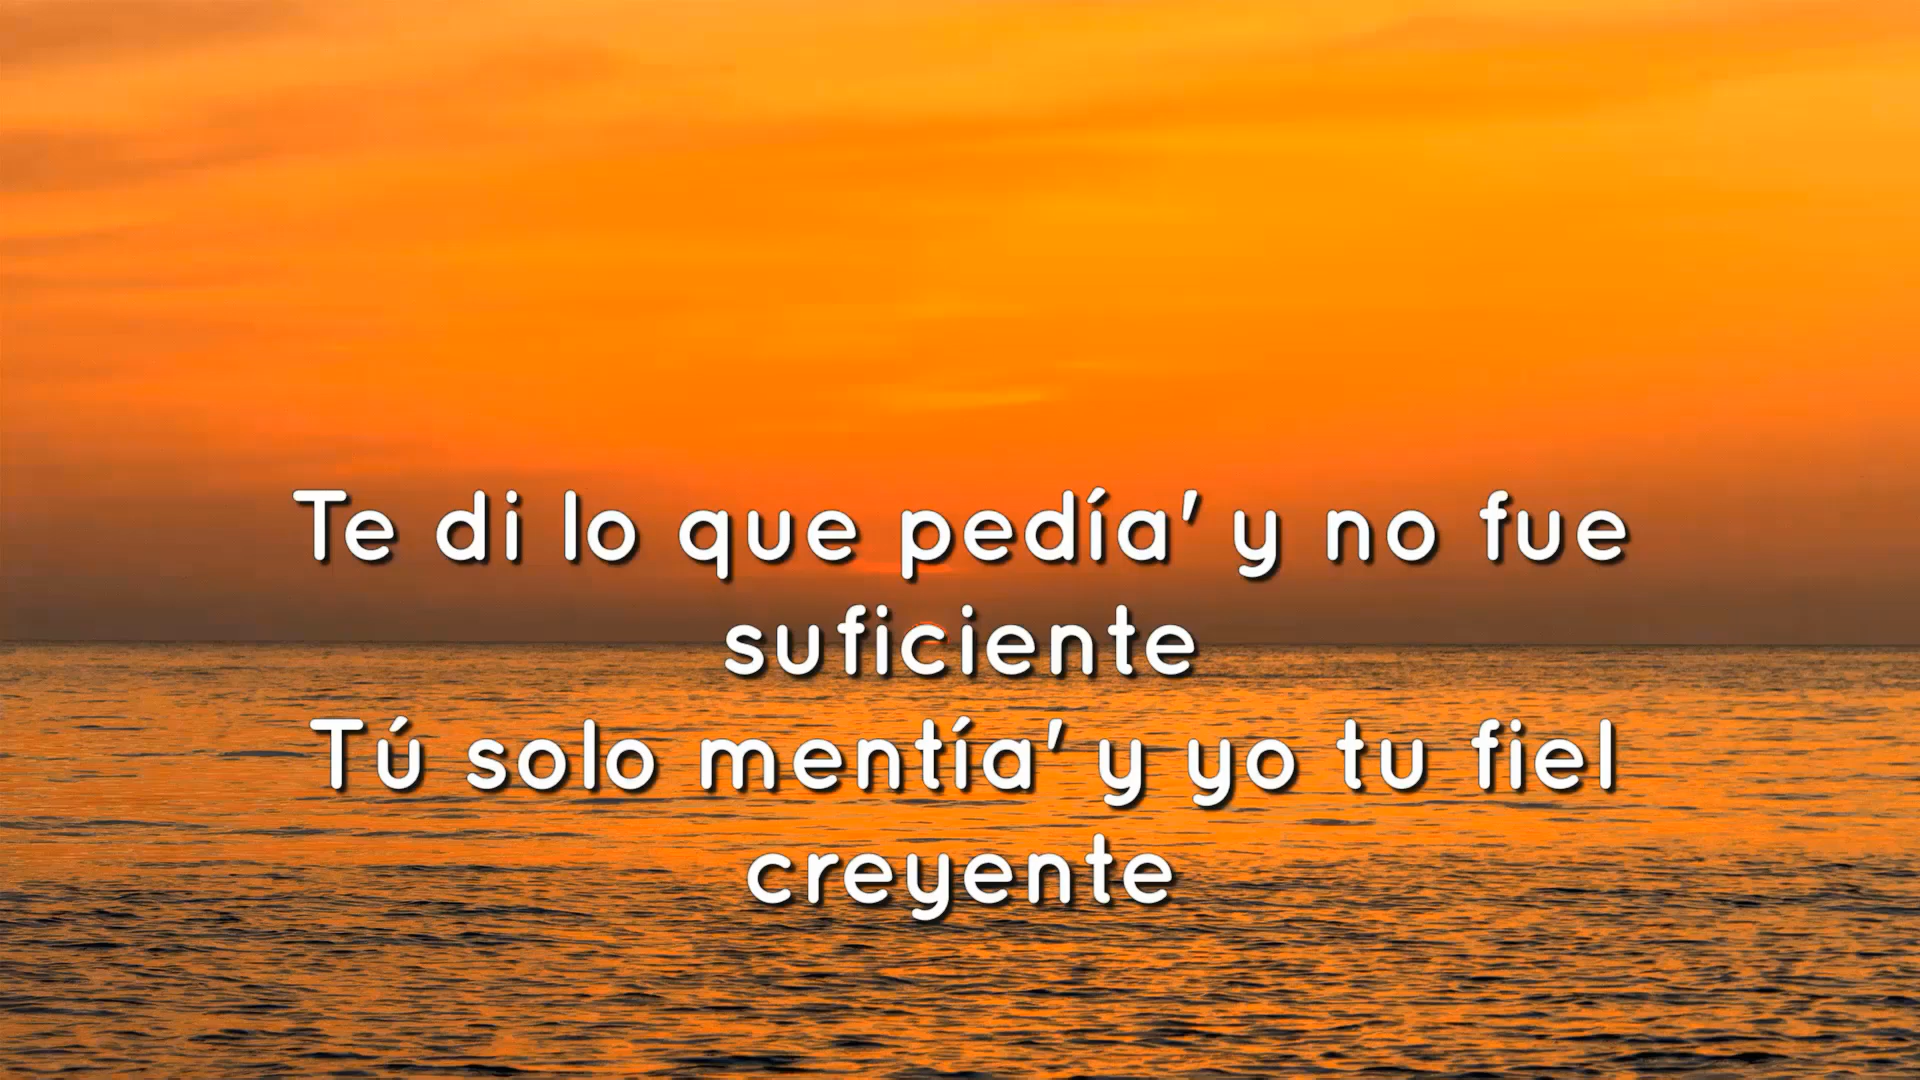 Te di lo que pedía' y no fue
suficiente
Tú solo mentía' y yo tu fiel
creyente